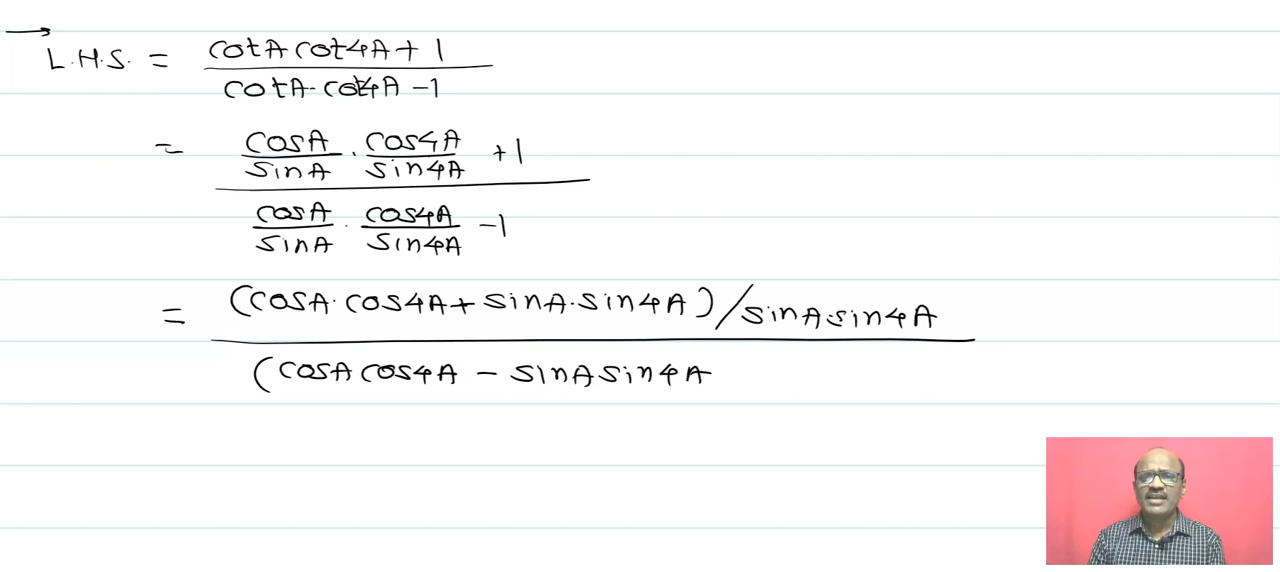 L.H.S. = cotA cot4A + 1
cotA · cot4A - 1
= cosA/sinA · cos4A/sin4A + 1
cosA/sinA · cos4A/sin4A - 1
= (cosA · cos4A + sinA · sin4A) / sinA · sin4A
(cosA cos4A - sinA sin4A